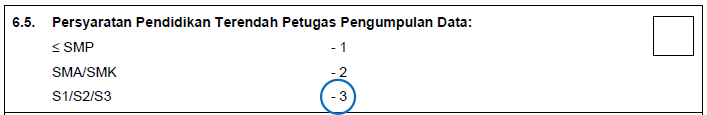 6.5. Persyaratan Pendidikan Terendah Petugas Pengumpulan Data:
≤ SMP - 1
SMA/SMK - 2
S1/S2/S3 - 3